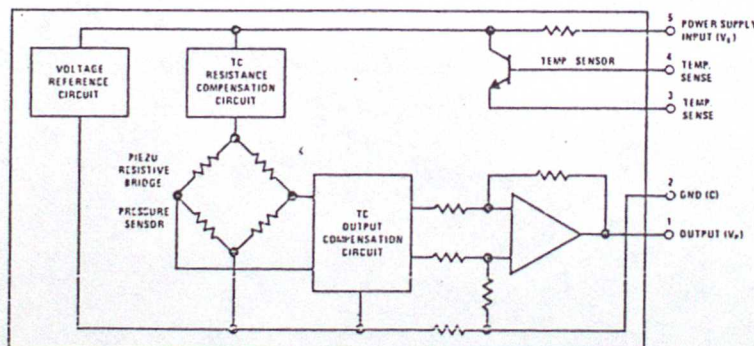 VOLTAGE
REFERENCE
CIRCUIT
TC
RESISTANCE
COMPENSATION
CIRCUIT
TEMP SENSOR
5 POWER SUPPLY
INPUT (VS)
4 TEMP.
SENSE
3 TEMP.
SENSE
PIEZO
RESISTIVE
BRIDGE
PRESSURE
SENSOR
TC
OUTPUT
COMPENSATION
CIRCUIT
2
GND (C)
1
OUTPUT (VP)